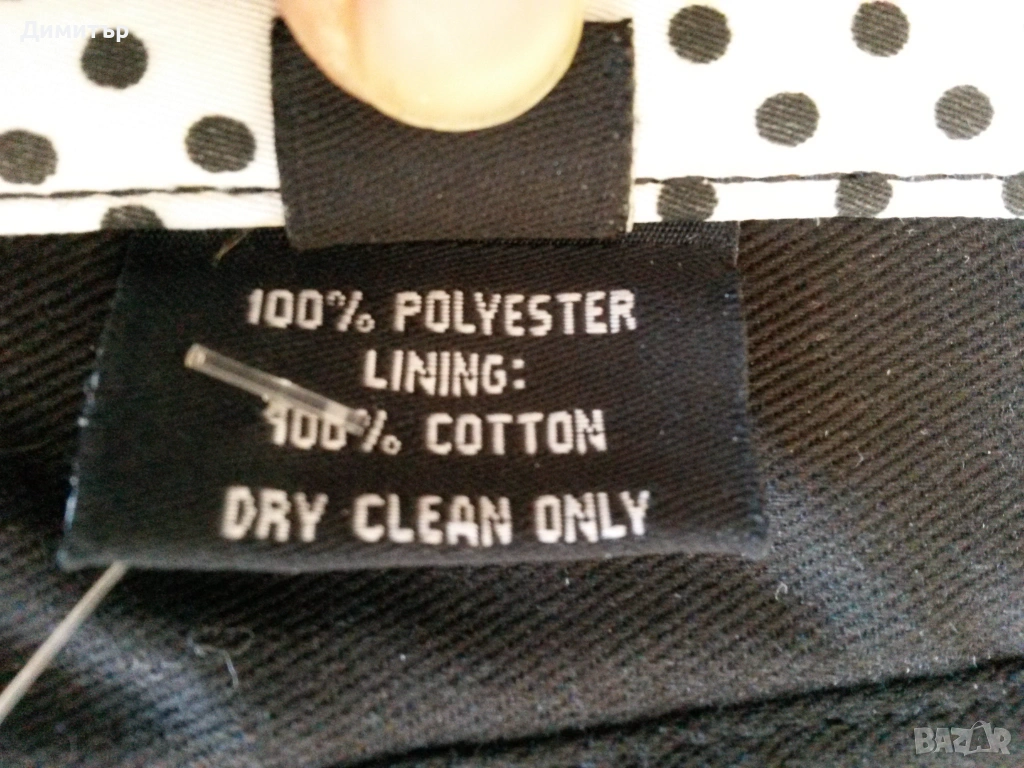 Димитър
100% POLYESTER
LINING:
100% COTTON
DRY CLEAN ONLY
BAZAR